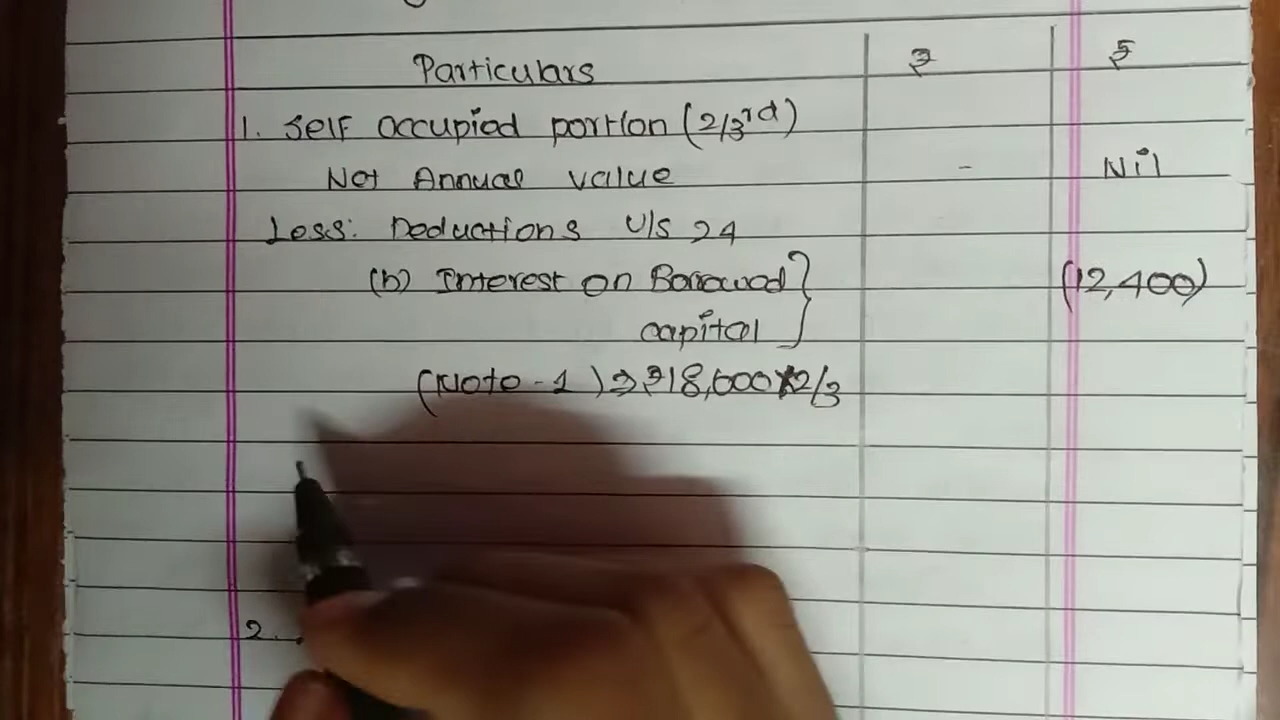 Particulars ₹ ₹
1. Self occupied portion (2/3rd)
Net Annual value - Nil
Less: Deductions U/s 24
(b) Interest on Borrowed } (12,400)
capital
(Note - 1) ⇒ ₹18,600 × 2/3
2.